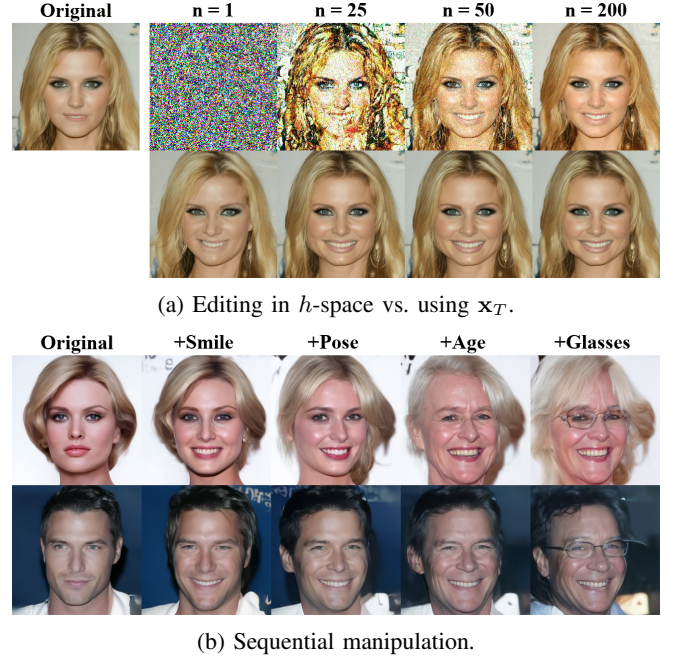 Original n = 1 n = 25 n = 50 n = 200
(a) Editing in h-space vs. using x_T.
Original +Smile +Pose +Age +Glasses
(b) Sequential manipulation.